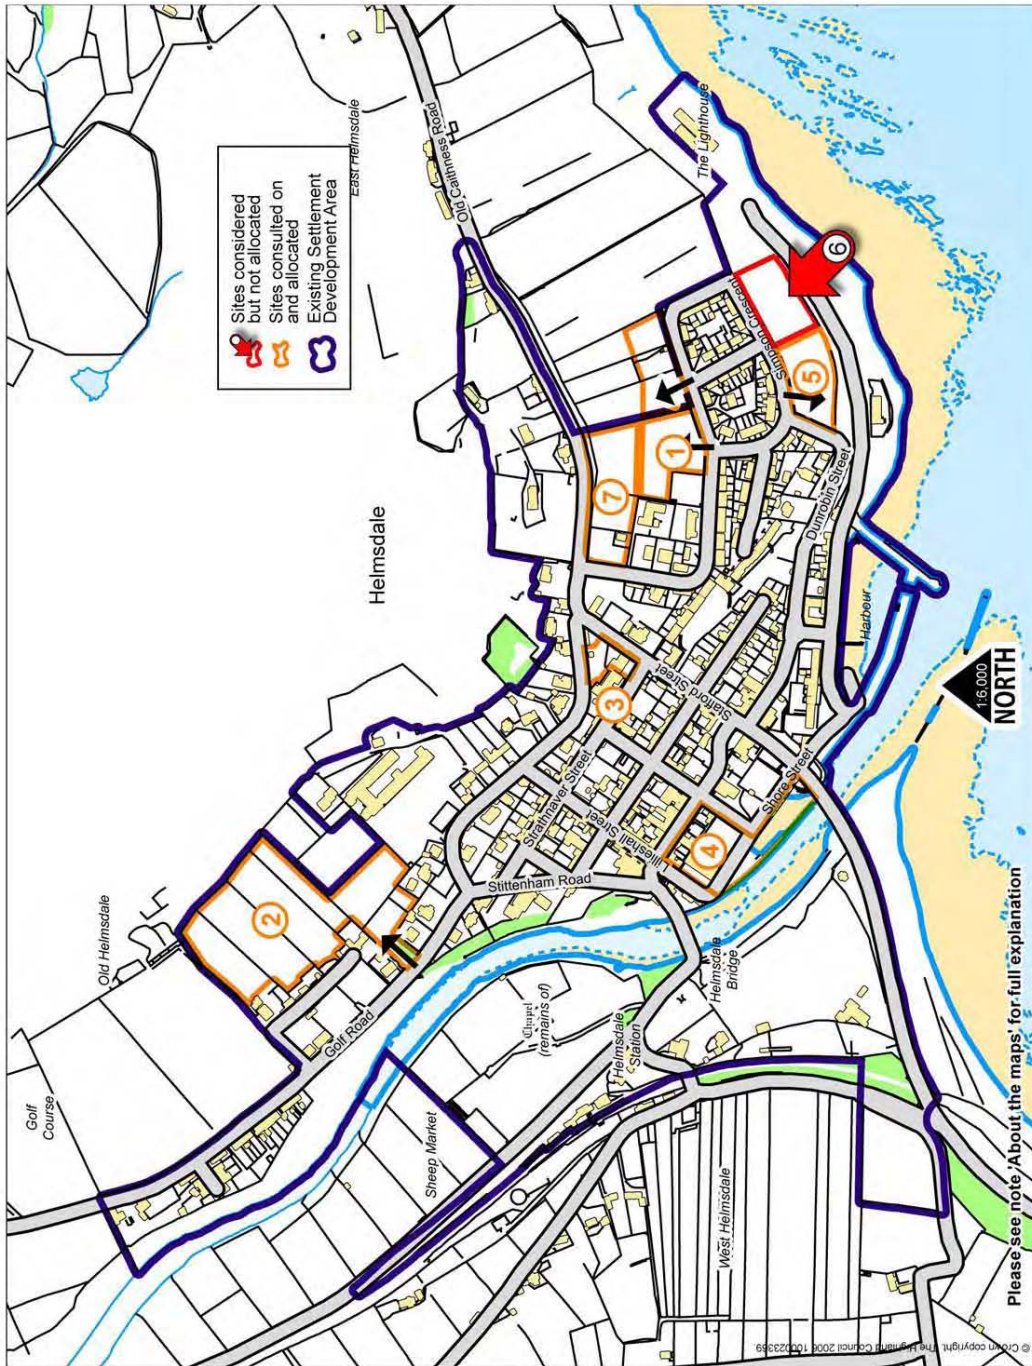 Helmsdale
Sites considered
but not allocated
Sites consulted on
and allocated
Existing Settlement
Development Area
East Helmsdale
Old Caithness Road
The Lighthouse
Simpson Crescent
6
5
1
7
Dunrobin Street
Harbour
3
Stafford Street
Strathnaver Street
Shore Street
4
Stittenham Road
2
Old Helmsdale
Golf Road
Golf
Course
Sheep Market
Chapel
(remains of)
Helmsdale
Station
Helmsdale
Bridge
West Helmsdale
1:6,000
NORTH
Please see note 'About the maps' for full explanation
© Crown copyright. The Highland Council 2006 100023369.